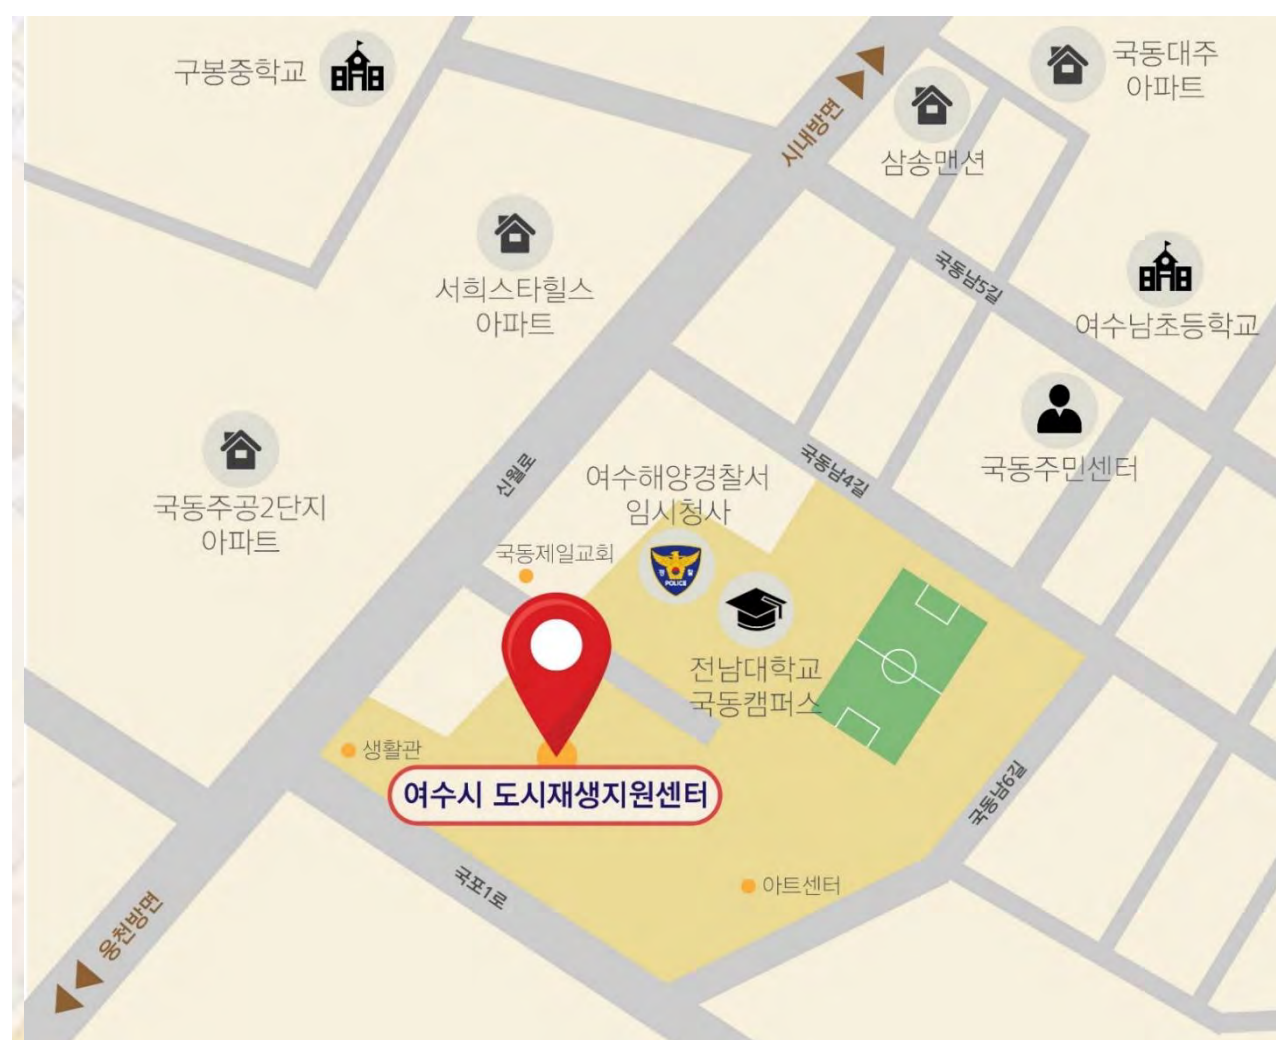 구봉중학교
국동대주
아파트
시내방면
삼송맨션
서희스타힐스
아파트
국동남5길
여수남초등학교
국동주공2단지
아파트
신월로
여수해양경찰서
임시청사
국동남4길
국동주민센터
국동제일교회
경찰
POLICE
전남대학교
국동캠퍼스
생활관
여수시 도시재생지원센터
국동남6길
국포1로
아트센터
웅천방면